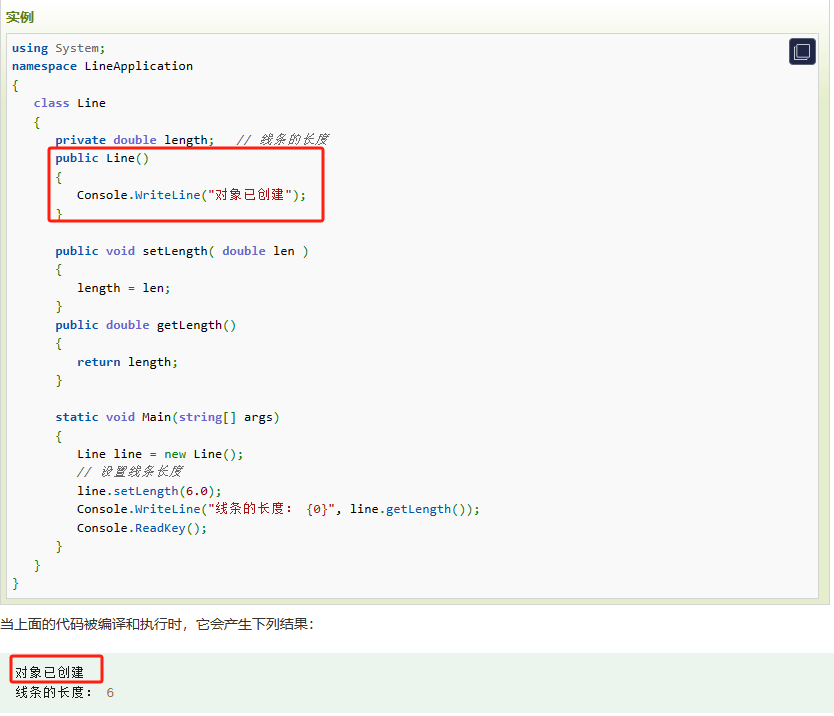 实例
using System;
namespace LineApplication
{
   class Line
   {
      private double length;   // 线条的长度
      public Line()
      {
         Console.WriteLine("对象已创建");
      }

      public void setLength( double len )
      {
         length = len;
      }
      public double getLength()
      {
         return length;
      }

      static void Main(string[] args)
      {
         Line line = new Line();
         // 设置线条长度
         line.setLength(6.0);
         Console.WriteLine("线条的长度： {0}", line.getLength());
         Console.ReadKey();
      }
   }
}
当上面的代码被编译和执行时，它会产生下列结果：
对象已创建
线条的长度： 6